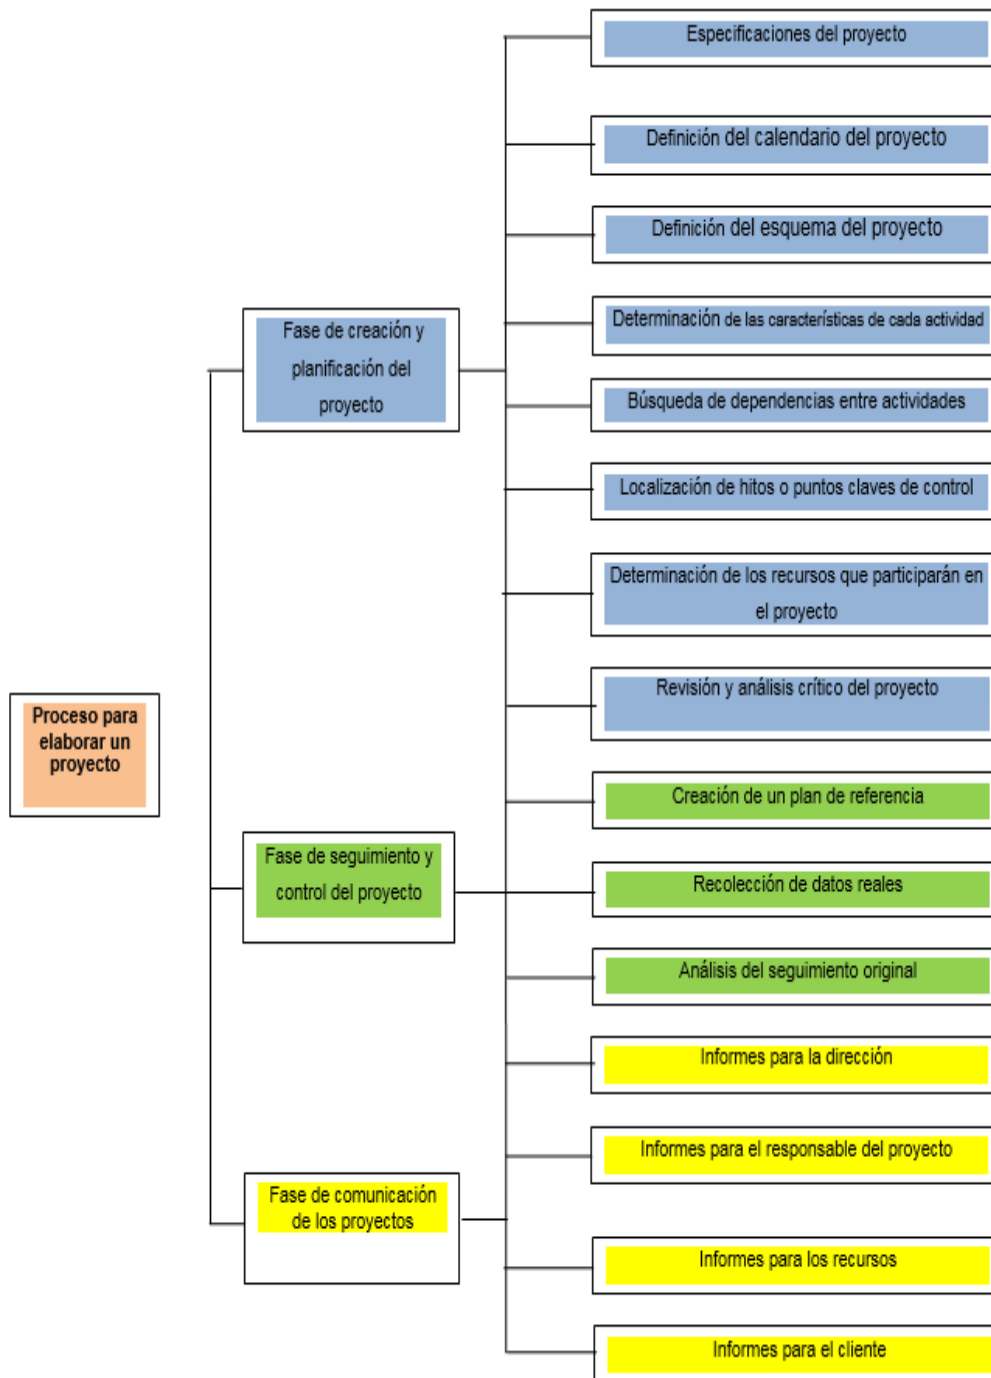 Proceso para
elaborar un
proyecto
Fase de creación y
planificación del
proyecto
Especificaciones del proyecto
Definición del calendario del proyecto
Definición del esquema del proyecto
Determinación de las características de cada actividad
Búsqueda de dependencias entre actividades
Localización de hitos o puntos claves de control
Determinación de los recursos que participarán en
el proyecto
Revisión y análisis crítico del proyecto
Fase de seguimiento y
control del proyecto
Creación de un plan de referencia
Recolección de datos reales
Análisis del seguimiento original
Fase de comunicación
de los proyectos
Informes para la dirección
Informes para el responsable del proyecto
Informes para los recursos
Informes para el cliente